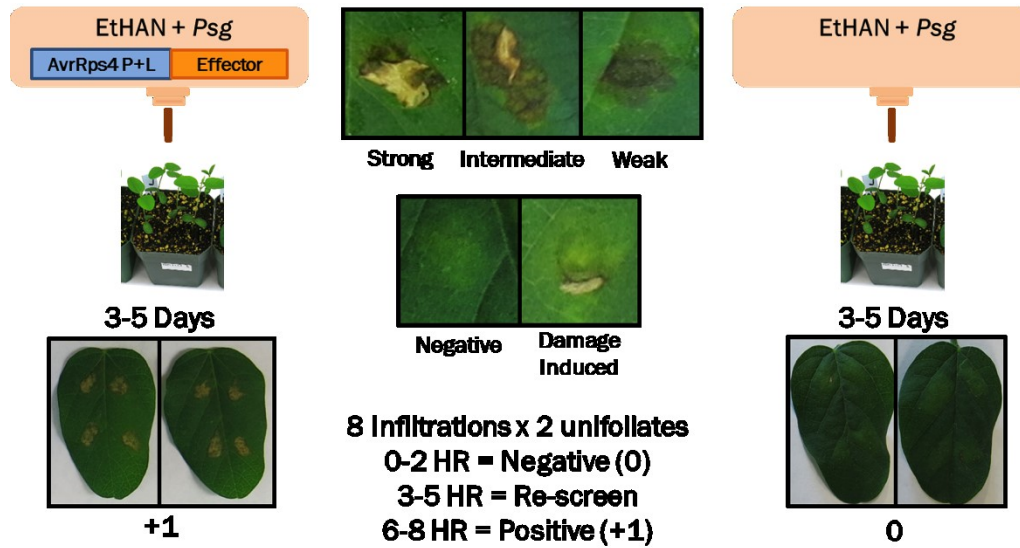 EtHAN + Psg
AvrRps4 P+L Effector
3-5 Days
+1
Strong Intermediate Weak
Negative Damage
Induced
8 Infiltrations x 2 unifoliates
0-2 HR = Negative (0)
3-5 HR = Re-screen
6-8 HR = Positive (+1)
EtHAN + Psg
3-5 Days
0